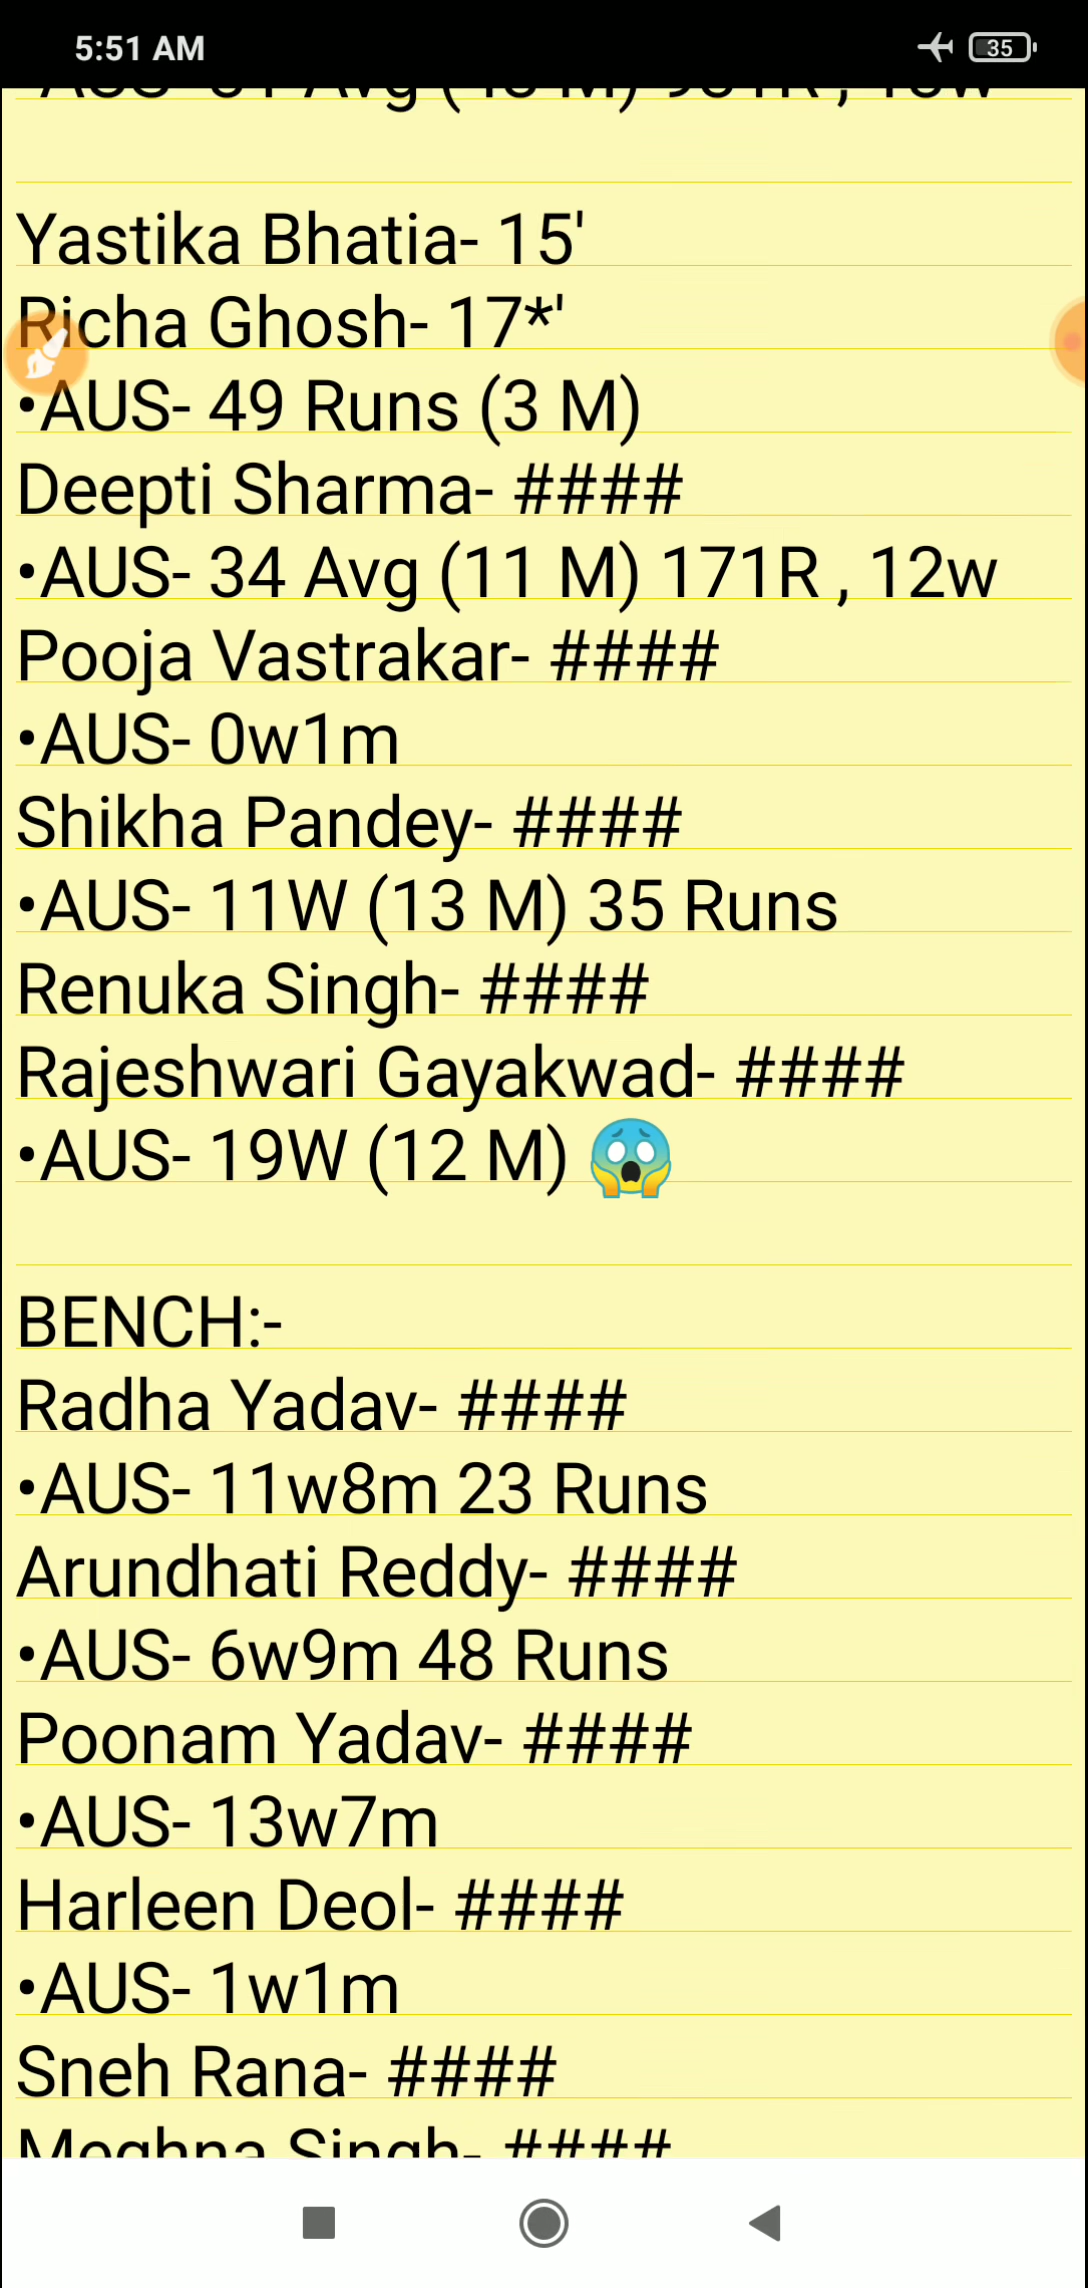 5:51 AM
35
Yastika Bhatia- 15'
Richa Ghosh- 17*'
•AUS- 49 Runs (3 M)
Deepti Sharma- ####
•AUS- 34 Avg (11 M) 171R , 12w
Pooja Vastrakar- ####
•AUS- 0w1m
Shikha Pandey- ####
•AUS- 11W (13 M) 35 Runs
Renuka Singh- ####
Rajeshwari Gayakwad- ####
•AUS- 19W (12 M) 😱
BENCH:-
Radha Yadav- ####
•AUS- 11w8m 23 Runs
Arundhati Reddy- ####
•AUS- 6w9m 48 Runs
Poonam Yadav- ####
•AUS- 13w7m
Harleen Deol- ####
•AUS- 1w1m
Sneh Rana- ####
Meghna Singh- ####